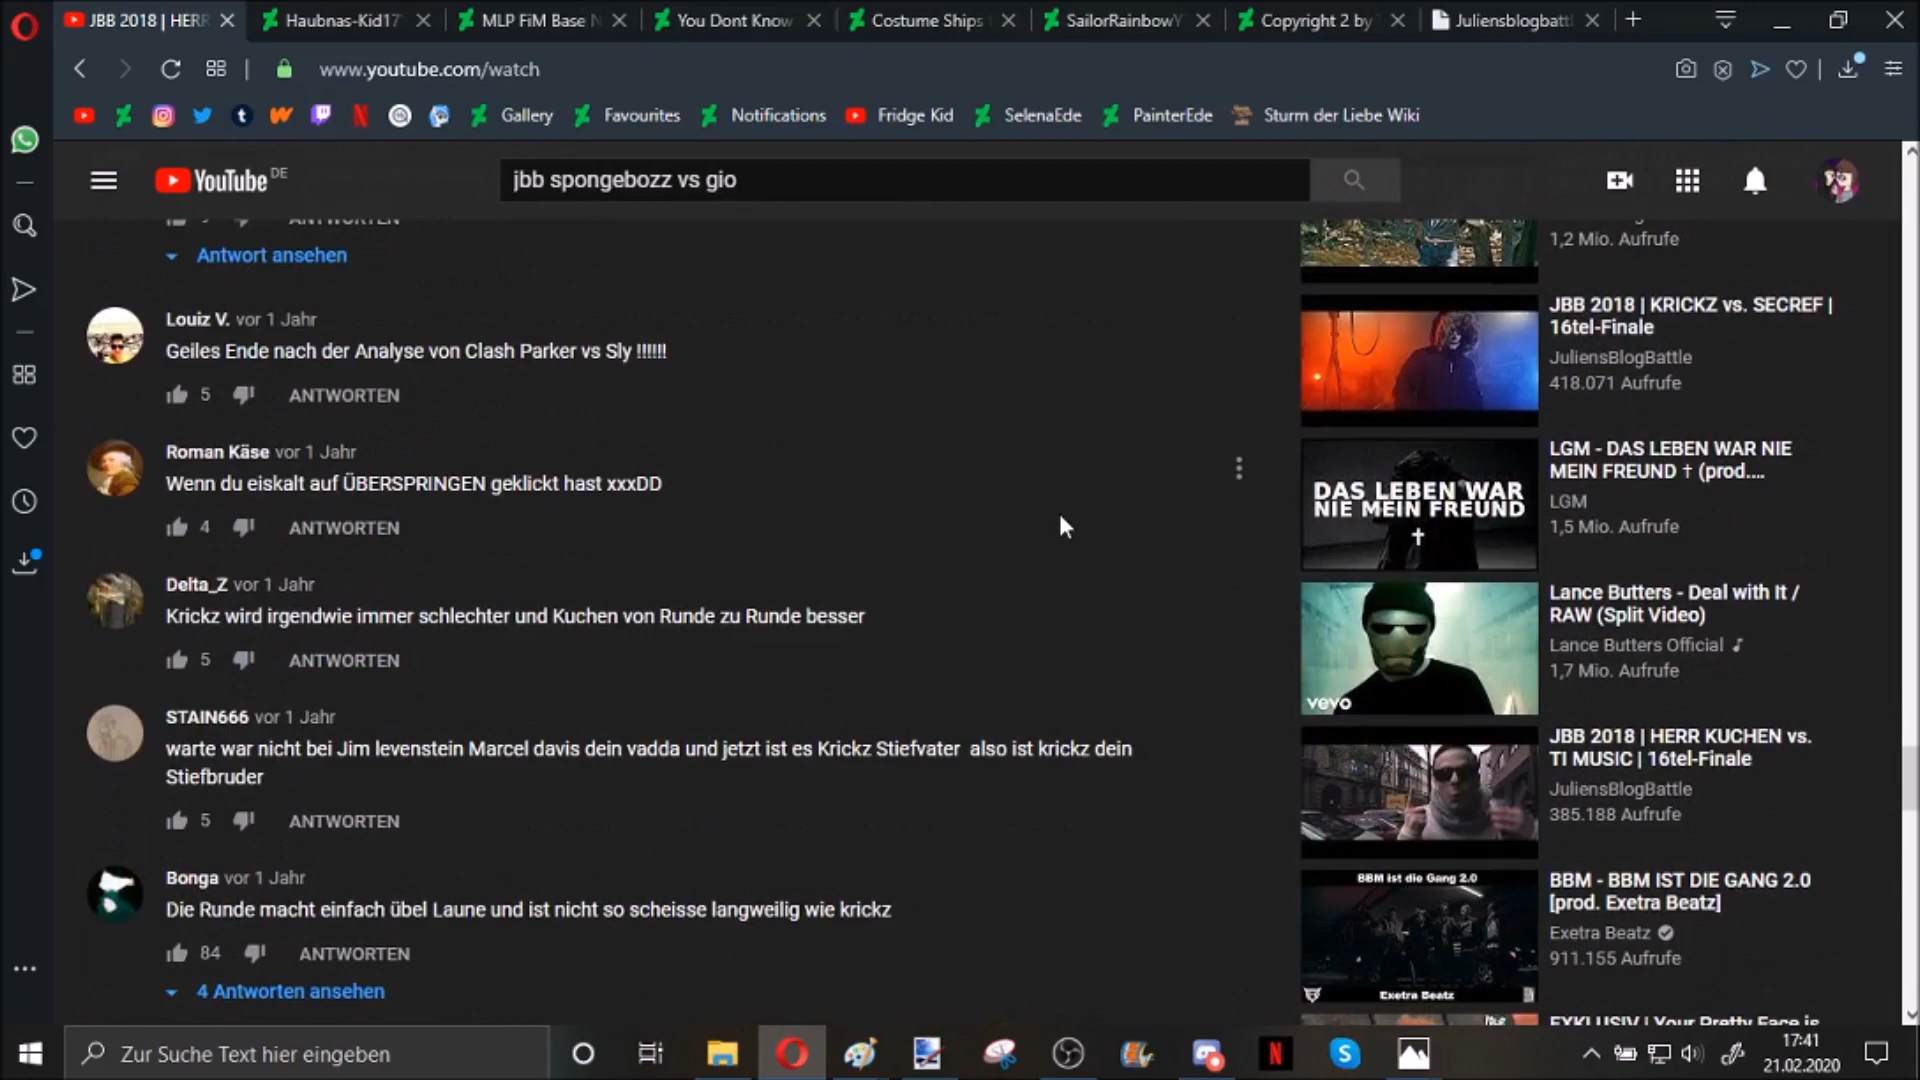 JBB 2018 | HERR
Haubnas-Kid17
MLP FiM Base N
You Dont Know
Costume Ships
SailorRainbowY
Copyright 2 by
Juliensblogbattl
www.youtube.com/watch
Gallery
Favourites
Notifications
Fridge Kid
SelenaEde
PainterEde
Sturm der Liebe Wiki
YouTube DE
jbb spongebozz vs gio
ANTWORTEN
Antwort ansehen
Louiz V. vor 1 Jahr
Geiles Ende nach der Analyse von Clash Parker vs Sly !!!!!!
5 ANTWORTEN
Roman Käse vor 1 Jahr
Wenn du eiskalt auf ÜBERSPRINGEN geklickt hast xxxDD
4 ANTWORTEN
Delta_Z vor 1 Jahr
Krickz wird irgendwie immer schlechter und Kuchen von Runde zu Runde besser
5 ANTWORTEN
STAIN666 vor 1 Jahr
warte war nicht bei Jim levenstein Marcel davis dein vadda und jetzt ist es Krickz Stiefvater also ist krickz dein
Stiefbruder
5 ANTWORTEN
Bonga vor 1 Jahr
Die Runde macht einfach übel Laune und ist nicht so scheisse langweilig wie krickz
84 ANTWORTEN
4 Antworten ansehen
1,2 Mio. Aufrufe
JBB 2018 | KRICKZ vs. SECREF |
16tel-Finale
JuliensBlogBattle
418.071 Aufrufe
DAS LEBEN WAR
NIE MEIN FREUND
†
LGM - DAS LEBEN WAR NIE
MEIN FREUND † (prod....
LGM
1,5 Mio. Aufrufe
vevo
Lance Butters - Deal with It /
RAW (Split Video)
Lance Butters Official
1,7 Mio. Aufrufe
JBB 2018 | HERR KUCHEN vs.
TI MUSIC | 16tel-Finale
JuliensBlogBattle
385.188 Aufrufe
BBM ist die Gang 2.0
Exetra Beatz
BBM - BBM IST DIE GANG 2.0
[prod. Exetra Beatz]
Exetra Beatz
911.155 Aufrufe
EXKLUSIV | Your Pretty Face is
Zur Suche Text hier eingeben
17:41
21.02.2020